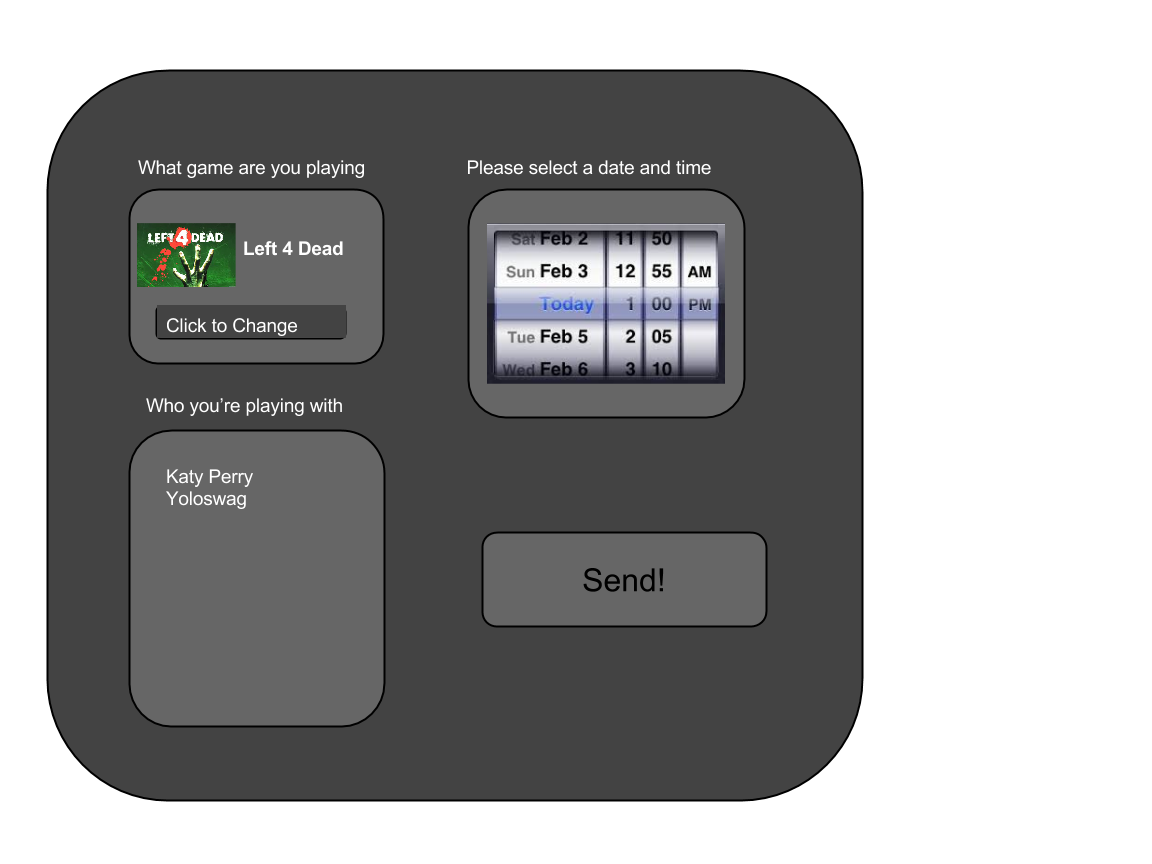 What game are you playing
LEFT 4 DEAD
Left 4 Dead
Click to Change
Who you're playing with
Katy Perry
Yoloswag
Please select a date and time
Sat Feb 2 11 50
Sun Feb 3 12 55 AM
Today 1 00 PM
Tue Feb 5 2 05
Wed Feb 6 3 10
Send!